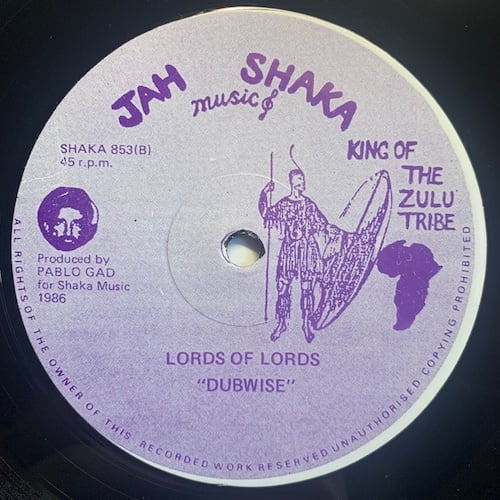 JAH SHAKA
music
KING OF
THE
ZULU
TRIBE
SHAKA 853(B)
45 r.p.m.
Produced by
PABLO GAD
for Shaka Music
1986
LORDS OF LORDS
"DUBWISE"
ALL RIGHTS OF THE OWNER OF THIS RECORDED WORK RESERVED UNAUTHORISED COPYING PROHIBITED